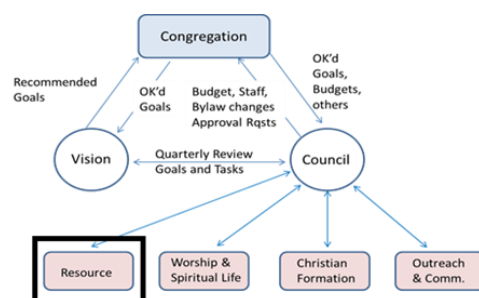 Congregation
Recommended
Goals
OK'd
Goals
Budget, Staff,
Bylaw changes
Approval Rqsts
OK'd
Goals,
Budgets,
others
Vision
Quarterly Review
Goals and Tasks
Council
Resource
Worship &
Spiritual Life
Christian
Formation
Outreach
& Comm.